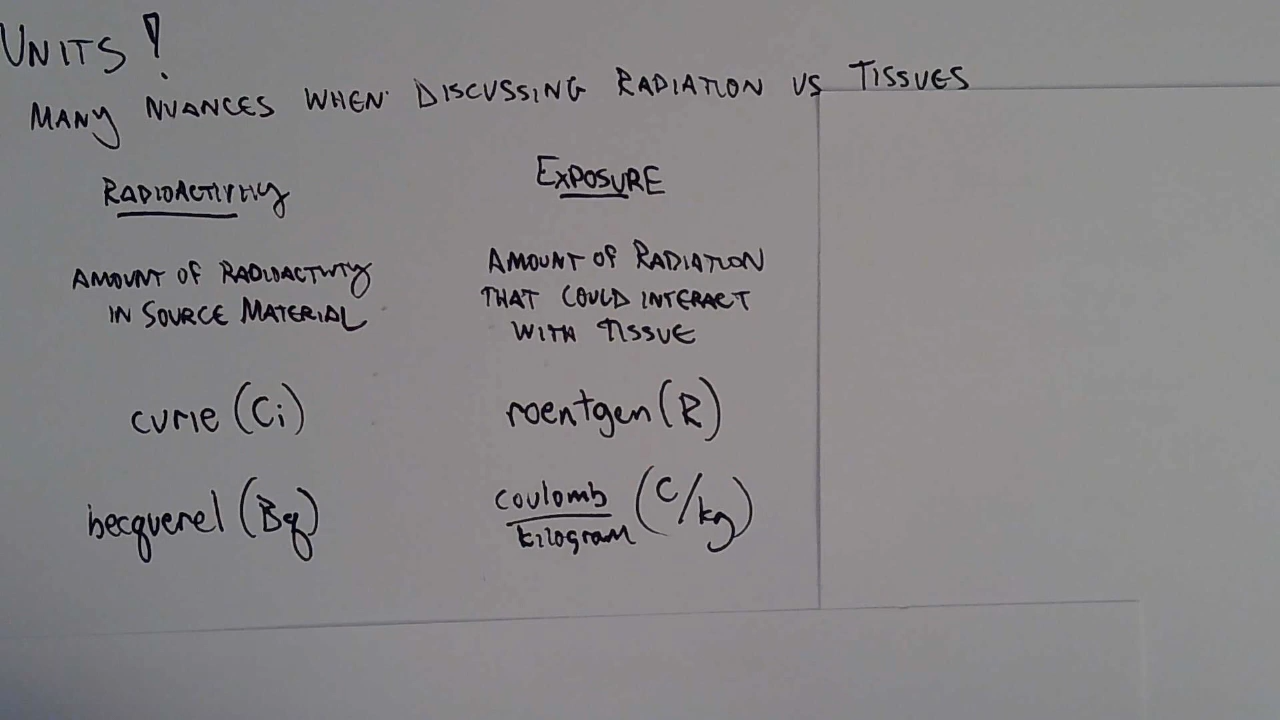 UNITS!
MANY NUANCES WHEN DISCUSSING RADIATION VS TISSUES
RADIOACTIVITY
AMOUNT OF RADIOACTIVITY
IN SOURCE MATERIAL
curie (Ci)
becquerel (Bq)
EXPOSURE
AMOUNT OF RADIATION
THAT COULD INTERACT
WITH TISSUE
roentgen (R)
coulomb/kilogram (C/kg)